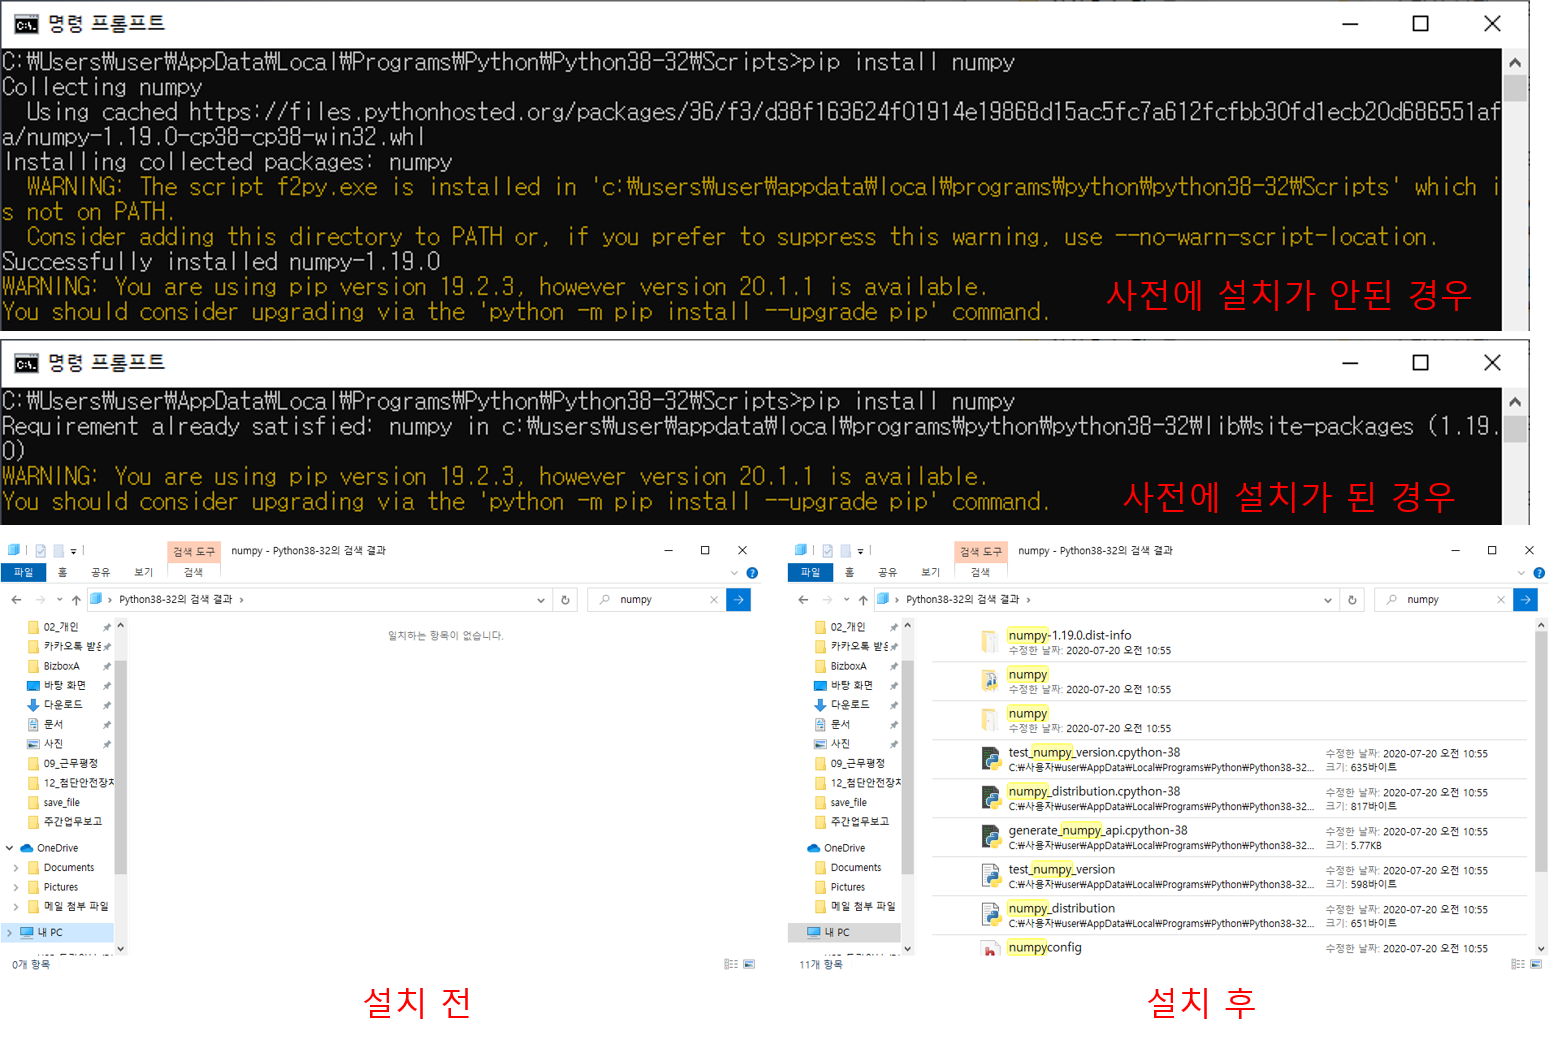 명령 프롬프트
C:₩Users₩user₩AppData₩Local₩Programs₩Python₩Python38-32₩Scripts>pip install numpy
Collecting numpy
  Using cached https://files.pythonhosted.org/packages/36/f3/d38f163624f01914e19868d15ac5fc7a612fcfbb30fd1ecb20d686551af
a/numpy-1.19.0-cp38-cp38-win32.whl
Installing collected packages: numpy
  WARNING: The script f2py.exe is installed in 'c:₩users₩user₩appdata₩local₩programs₩python₩python38-32₩Scripts' which i
s not on PATH.
  Consider adding this directory to PATH or, if you prefer to suppress this warning, use --no-warn-script-location.
Successfully installed numpy-1.19.0
WARNING: You are using pip version 19.2.3, however version 20.1.1 is available.
You should consider upgrading via the 'python -m pip install --upgrade pip' command.
사전에 설치가 안된 경우
명령 프롬프트
C:₩Users₩user₩AppData₩Local₩Programs₩Python₩Python38-32₩Scripts>pip install numpy
Requirement already satisfied: numpy in c:₩users₩user₩appdata₩local₩programs₩python₩python38-32₩lib₩site-packages (1.19.
0)
WARNING: You are using pip version 19.2.3, however version 20.1.1 is available.
You should consider upgrading via the 'python -m pip install --upgrade pip' command.
사전에 설치가 된 경우
검색 도구 numpy - Python38-32의 검색 결과
파일 홈 공유 보기 검색
Python38-32의 검색 결과 numpy
02_개인
카카오톡 받은
BizboxA
바탕 화면
다운로드
문서
사진
09_근무평정
12_첨단안전장치
save_file
주간업무보고
OneDrive
Documents
Pictures
메일 첨부 파일
내 PC
일치하는 항목이 없습니다.
0개 항목
설치 전
검색 도구 numpy - Python38-32의 검색 결과
파일 홈 공유 보기 검색
Python38-32의 검색 결과 numpy
02_개인
카카오톡 받은
BizboxA
바탕 화면
다운로드
문서
사진
09_근무평정
12_첨단안전장치
save_file
주간업무보고
OneDrive
Documents
Pictures
메일 첨부 파일
내 PC
numpy-1.19.0.dist-info
수정한 날짜: 2020-07-20 오전 10:55
numpy
수정한 날짜: 2020-07-20 오전 10:55
numpy
수정한 날짜: 2020-07-20 오전 10:55
test_numpy_version.cpython-38 수정한 날짜: 2020-07-20 오전 10:55
C:₩사용자₩user₩AppData₩Local₩Programs₩Python₩Python38-32... 크기: 635바이트
numpy_distribution.cpython-38 수정한 날짜: 2020-07-20 오전 10:55
C:₩사용자₩user₩AppData₩Local₩Programs₩Python₩Python38-32... 크기: 817바이트
generate_numpy_api.cpython-38 수정한 날짜: 2020-07-20 오전 10:55
C:₩사용자₩user₩AppData₩Local₩Programs₩Python₩Python38-32... 크기: 5.77KB
test_numpy_version 수정한 날짜: 2020-07-20 오전 10:55
C:₩사용자₩user₩AppData₩Local₩Programs₩Python₩Python38-32... 크기: 598바이트
numpy_distribution 수정한 날짜: 2020-07-20 오전 10:55
C:₩사용자₩user₩AppData₩Local₩Programs₩Python₩Python38-32... 크기: 651바이트
numpyconfig 수정한 날짜: 2020-07-20 오전 10:55
11개 항목
설치 후